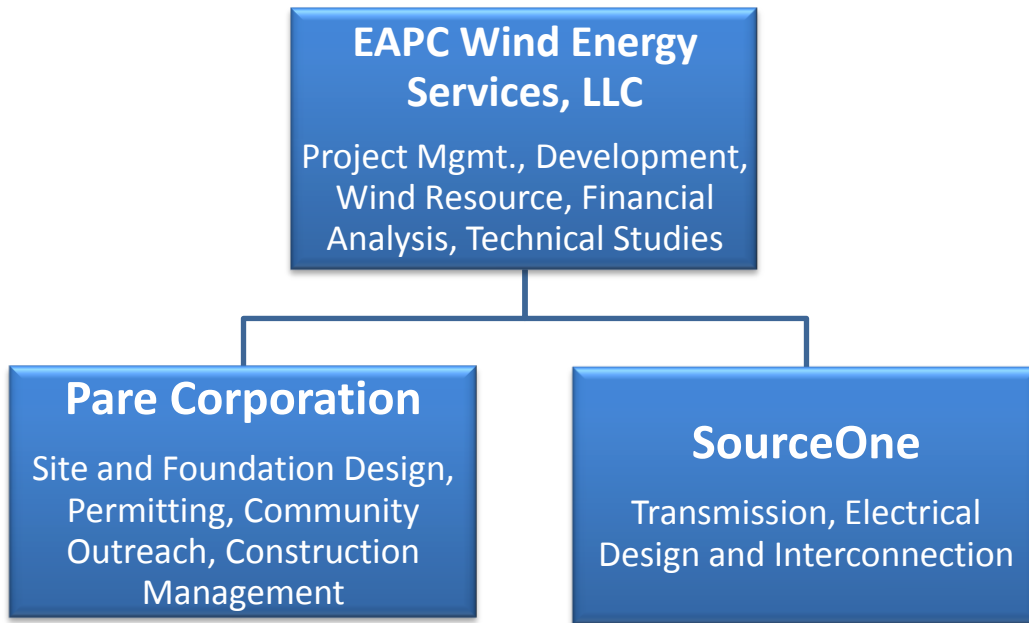 EAPC Wind Energy
Services, LLC
Project Mgmt., Development,
Wind Resource, Financial
Analysis, Technical Studies
Pare Corporation
Site and Foundation Design,
Permitting, Community
Outreach, Construction
Management
SourceOne
Transmission, Electrical
Design and Interconnection